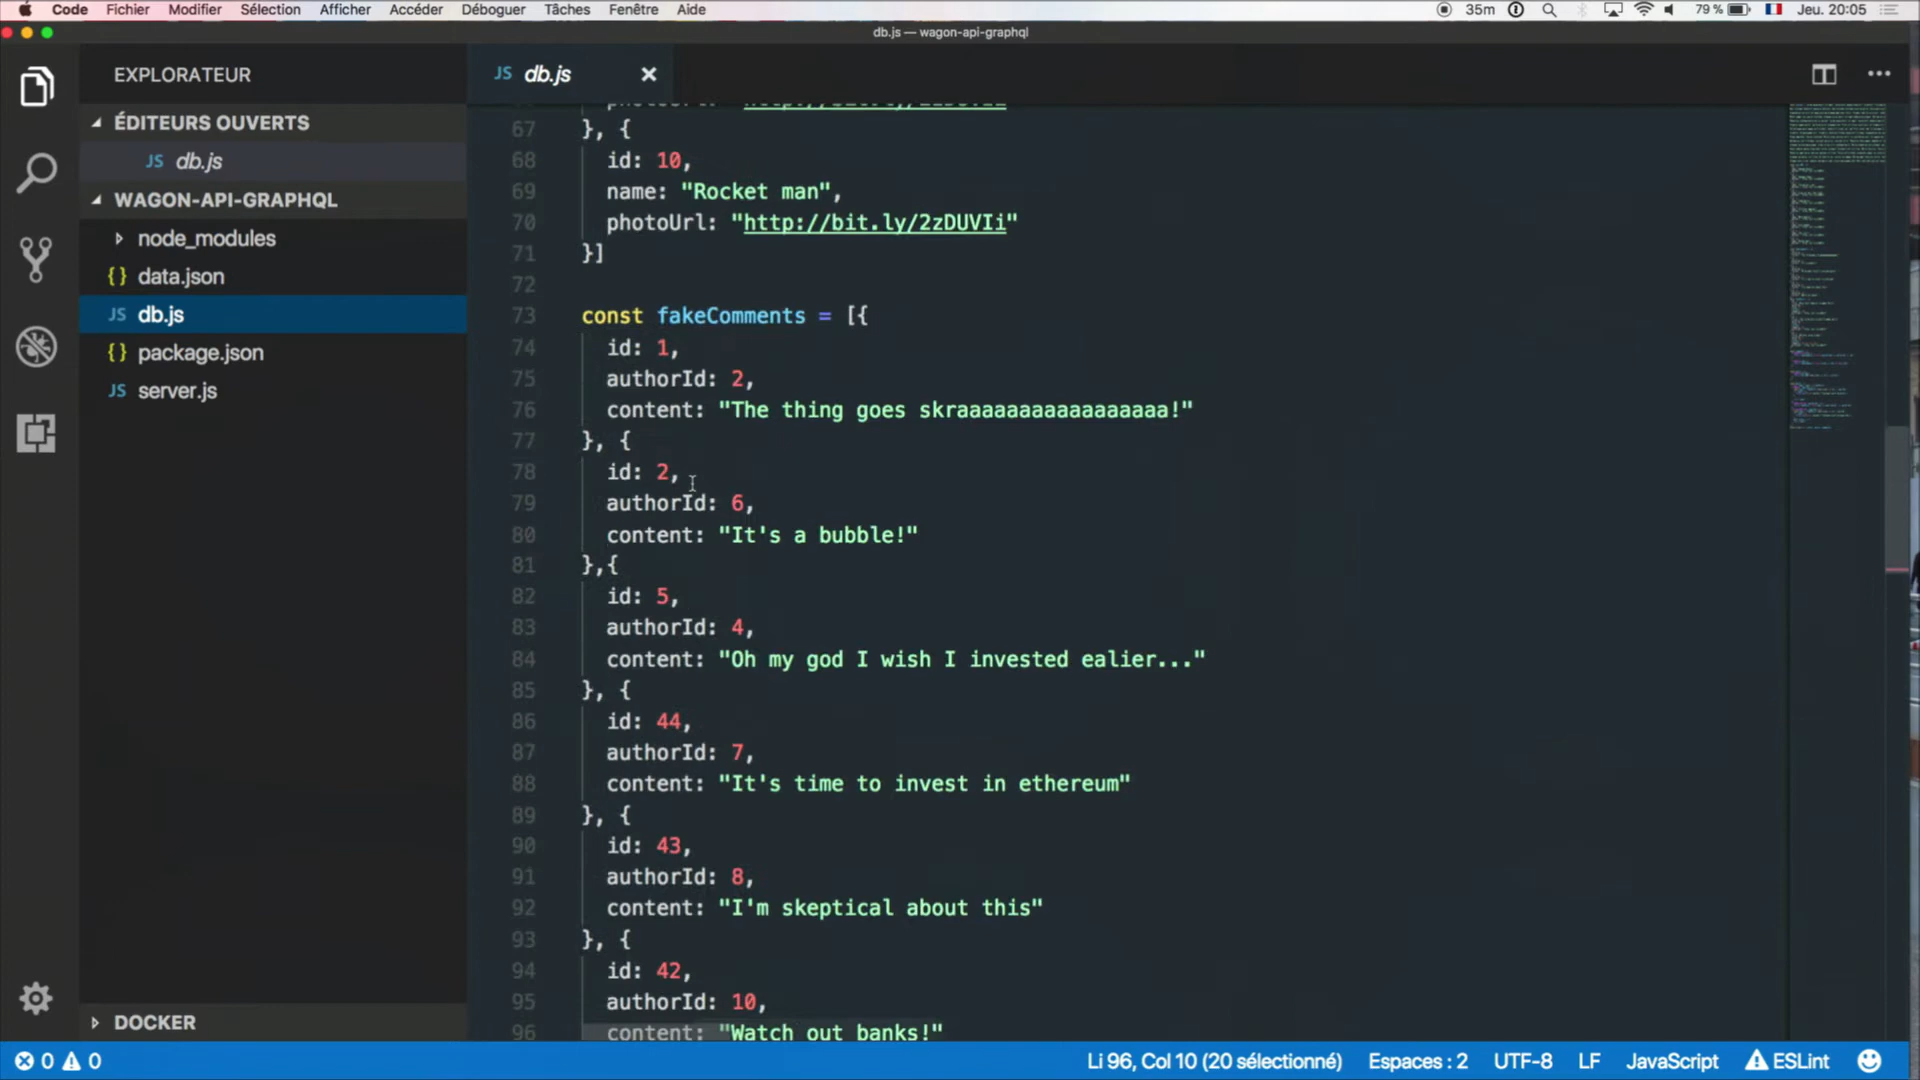 Code Fichier Modifier Sélection Afficher Accéder Déboguer Tâches Fenêtre Aide 35m 79 % Jeu. 20:05
db.js — wagon-api-graphql
EXPLORATEUR
ÉDITEURS OUVERTS
JS db.js
WAGON-API-GRAPHQL
node_modules
{} data.json
JS db.js
{} package.json
JS server.js
DOCKER
JS db.js ×
67 }, {
68 id: 10,
69 name: "Rocket man",
70 photoUrl: "http://bit.ly/2zDUVIi"
71 }]
72
73 const fakeComments = [{
74 id: 1,
75 authorId: 2,
76 content: "The thing goes skraaaaaaaaaaaaaaaaa!"
77 }, {
78 id: 2,
79 authorId: 6,
80 content: "It's a bubble!"
81 },{
82 id: 5,
83 authorId: 4,
84 content: "Oh my god I wish I invested ealier..."
85 }, {
86 id: 44,
87 authorId: 7,
88 content: "It's time to invest in ethereum"
89 }, {
90 id: 43,
91 authorId: 8,
92 content: "I'm skeptical about this"
93 }, {
94 id: 42,
95 authorId: 10,
96 content: "Watch out banks!"
0 0 Li 96, Col 10 (20 sélectionné) Espaces : 2 UTF-8 LF JavaScript ESLint